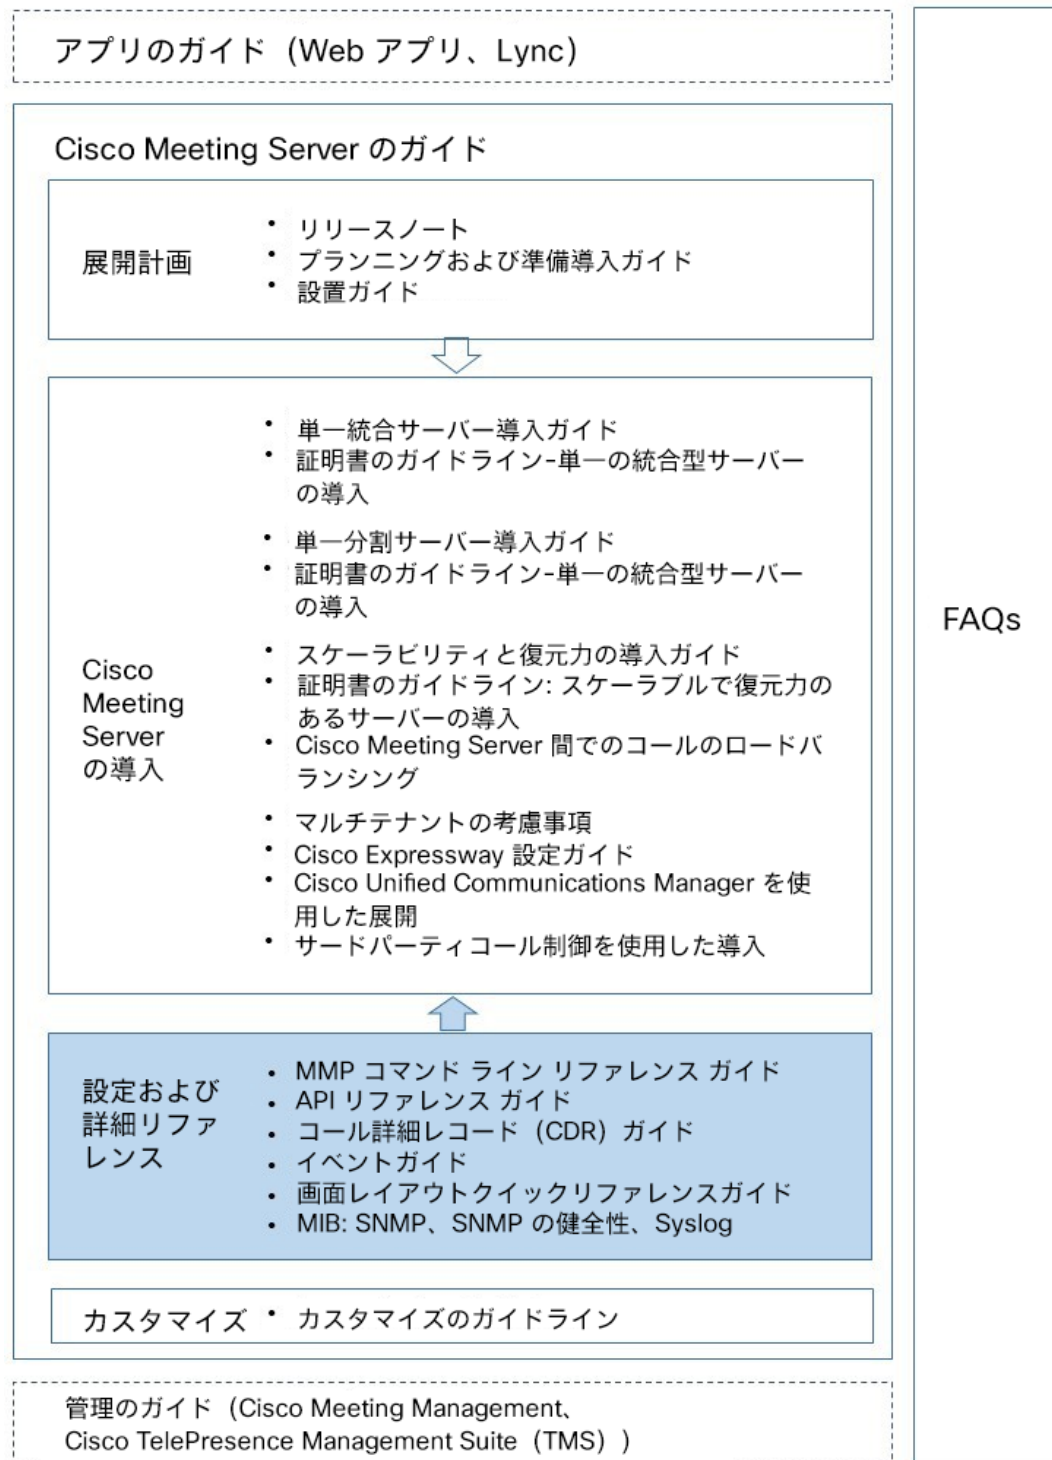 アプリのガイド（Web アプリ、Lync）
Cisco Meeting Server のガイド
展開計画
• リリースノート
• プランニングおよび準備導入ガイド
• 設置ガイド
Cisco
Meeting
Server
の導入
• 単一統合サーバー導入ガイド
• 証明書のガイドライン-単一の統合型サーバー
の導入
• 単一分割サーバー導入ガイド
• 証明書のガイドライン-単一の統合型サーバー
の導入
• スケーラビリティと復元力の導入ガイド
• 証明書のガイドライン: スケーラブルで復元力の
あるサーバーの導入
• Cisco Meeting Server 間でのコールのロードバ
ランシング
• マルチテナントの考慮事項
• Cisco Expressway 設定ガイド
• Cisco Unified Communications Manager を使
用した展開
• サードパーティコール制御を使用した導入
設定および
詳細リファ
レンス
• MMP コマンド ライン リファレンス ガイド
• API リファレンス ガイド
• コール詳細レコード（CDR）ガイド
• イベントガイド
• 画面レイアウトクイックリファレンスガイド
• MIB: SNMP、SNMP の健全性、Syslog
カスタマイズ
• カスタマイズのガイドライン
管理のガイド（Cisco Meeting Management、
Cisco TelePresence Management Suite（TMS））
FAQs